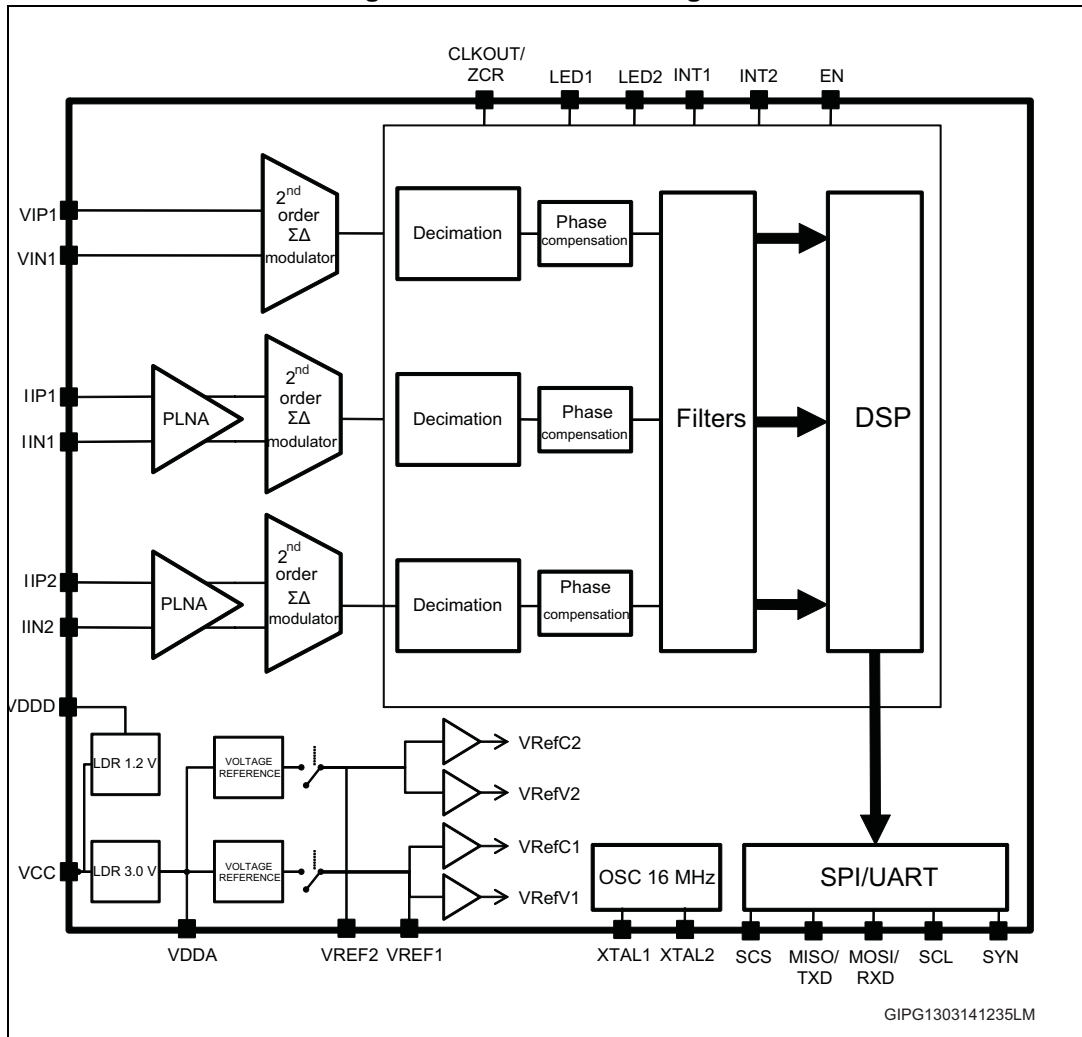 CLKOUT/
ZCR
LED1
LED2
INT1
INT2
EN
VIP1
VIN1
2nd
order
ΣΔ
modulator
Decimation
Phase
compensation
IIP1
IIN1
PLNA
2nd
order
ΣΔ
modulator
Decimation
Phase
compensation
Filters
DSP
IIP2
IIN2
PLNA
2nd
order
ΣΔ
modulator
Decimation
Phase
compensation
VDDD
LDR 1.2 V
VOLTAGE
REFERENCE
VRefC2
VRefV2
VCC
LDR 3.0 V
VOLTAGE
REFERENCE
VRefC1
VRefV1
OSC 16 MHz
SPI/UART
VDDA
VREF2
VREF1
XTAL1
XTAL2
SCS
MISO/
TXD
MOSI/
RXD
SCL
SYN
GIPG1303141235LM